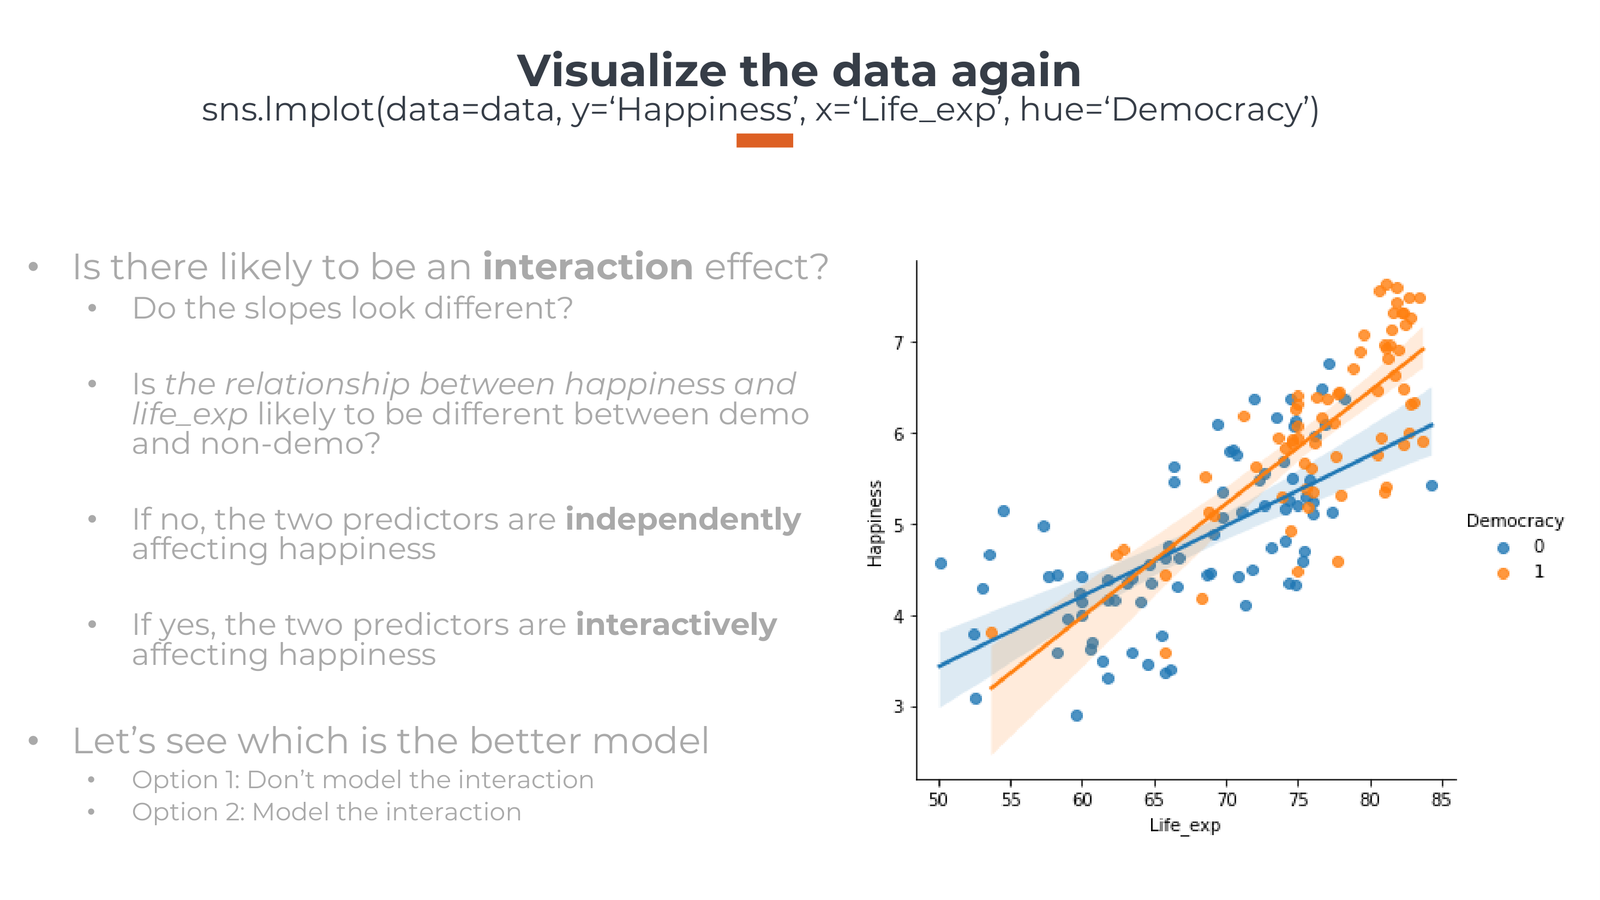 Visualize the data again
sns.lmplot(data=data, y=‘Happiness’, x=‘Life_exp’, hue=‘Democracy’)
• Is there likely to be an interaction effect?
• Do the slopes look different?
• Is the relationship between happiness and
life_exp likely to be different between demo
and non-demo?
• If no, the two predictors are independently
affecting happiness
• If yes, the two predictors are interactively
affecting happiness
• Let’s see which is the better model
• Option 1: Don’t model the interaction
• Option 2: Model the interaction
Happiness
7
6
5
4
3
50 55 60 65 70 75 80 85
Life_exp
Democracy
0
1